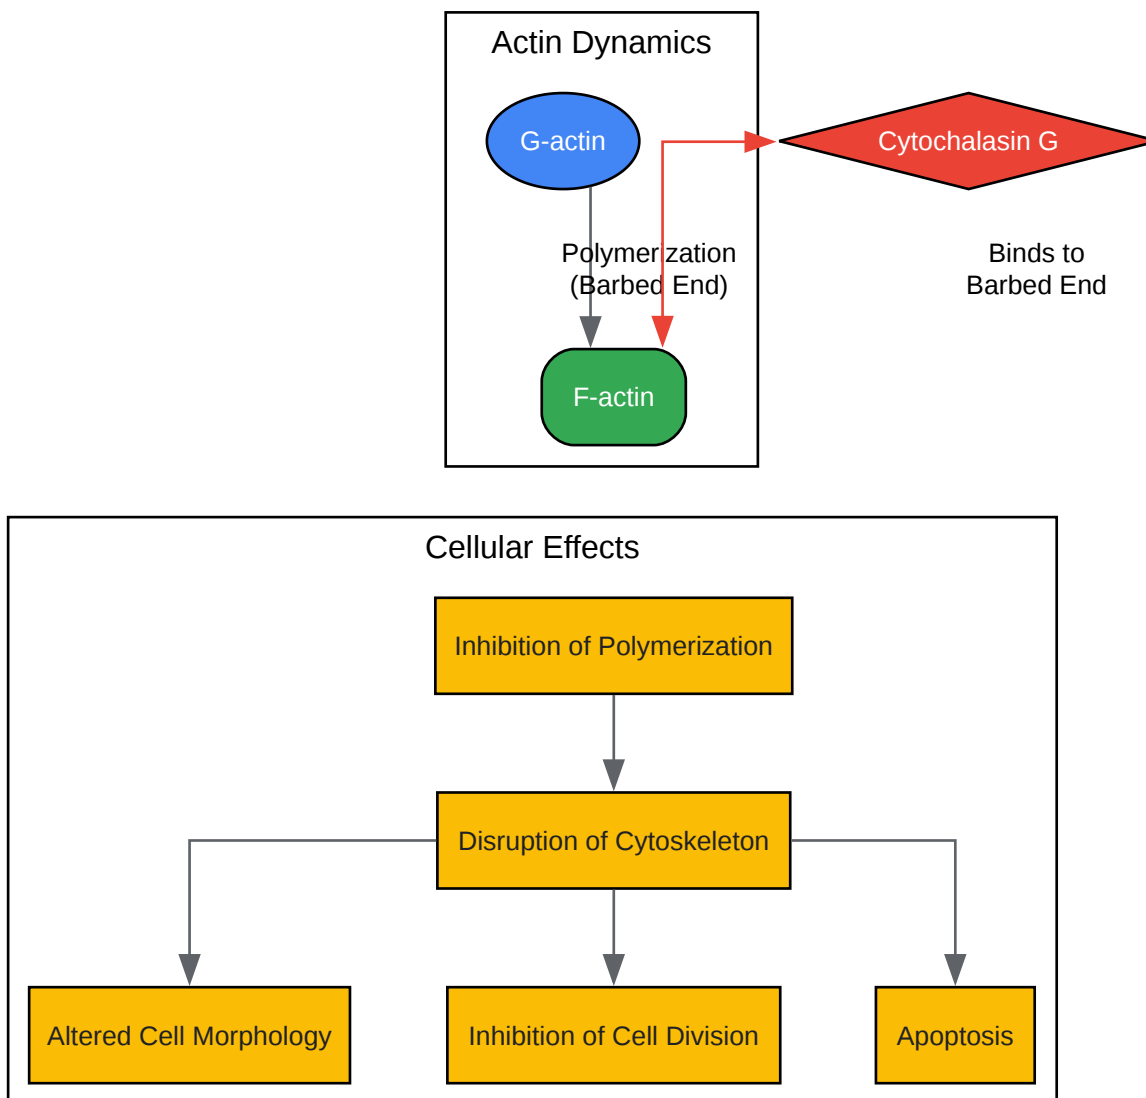 Actin Dynamics
G-actin
Cytochalasin G
Polymerization
(Barbed End)
Binds to
Barbed End
F-actin
Cellular Effects
Inhibition of Polymerization
Disruption of Cytoskeleton
Altered Cell Morphology
Inhibition of Cell Division
Apoptosis